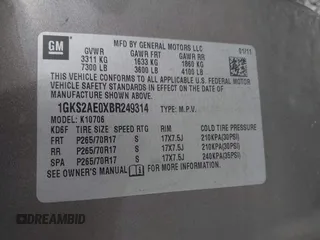 GM
MFD BY GENERAL MOTORS LLC 01/11
GVWR GAWR FRT GAWR RR
3311 KG 1633 KG 1860 KG
7300 LB 3600 LB 4100 LB
THIS VEHICLE CONFORMS TO ALL APPLICABLE U.S. FEDERAL
MOTOR VEHICLE SAFETY AND THEFT PREVENTION STANDARDS
IN EFFECT ON THE DATE OF MANUFACTURE SHOWN ABOVE.
1GKS2AE0XBR249314 TYPE: M.P.V.
MODEL: K10706
KD6F TIRE SIZE SPEED RTG RIM COLD TIRE PRESSURE
FRT P265/70R17 S 17X7.5J 210KPA(30PSI)
RR P265/70R17 S 17X7.5J 210KPA(30PSI)
SPA P265/70R17 S 17X7.5J 240KPA(35PSI)
SEE OWNER'S MANUAL FOR ADDITIONAL INFORMATION.
DREAMBID